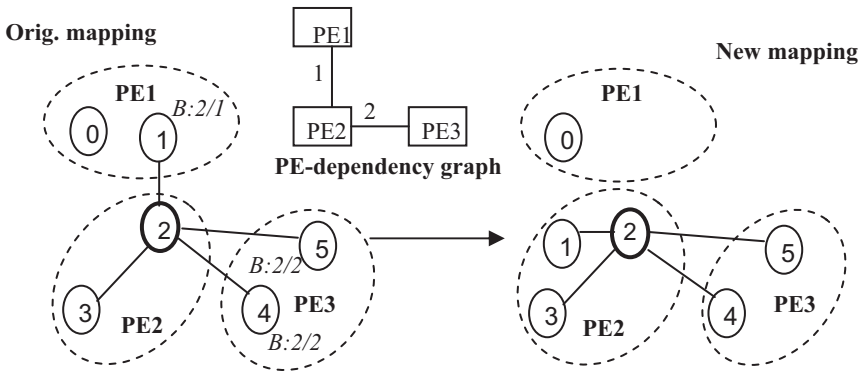 Orig. mapping
PE1
B:2/1
0
1
2
3
PE2
5
B:2/2
4
PE3
B:2/2
PE1
1
PE2
2
PE3
PE-dependency graph
New mapping
PE1
0
1
2
3
PE2
5
4
PE3